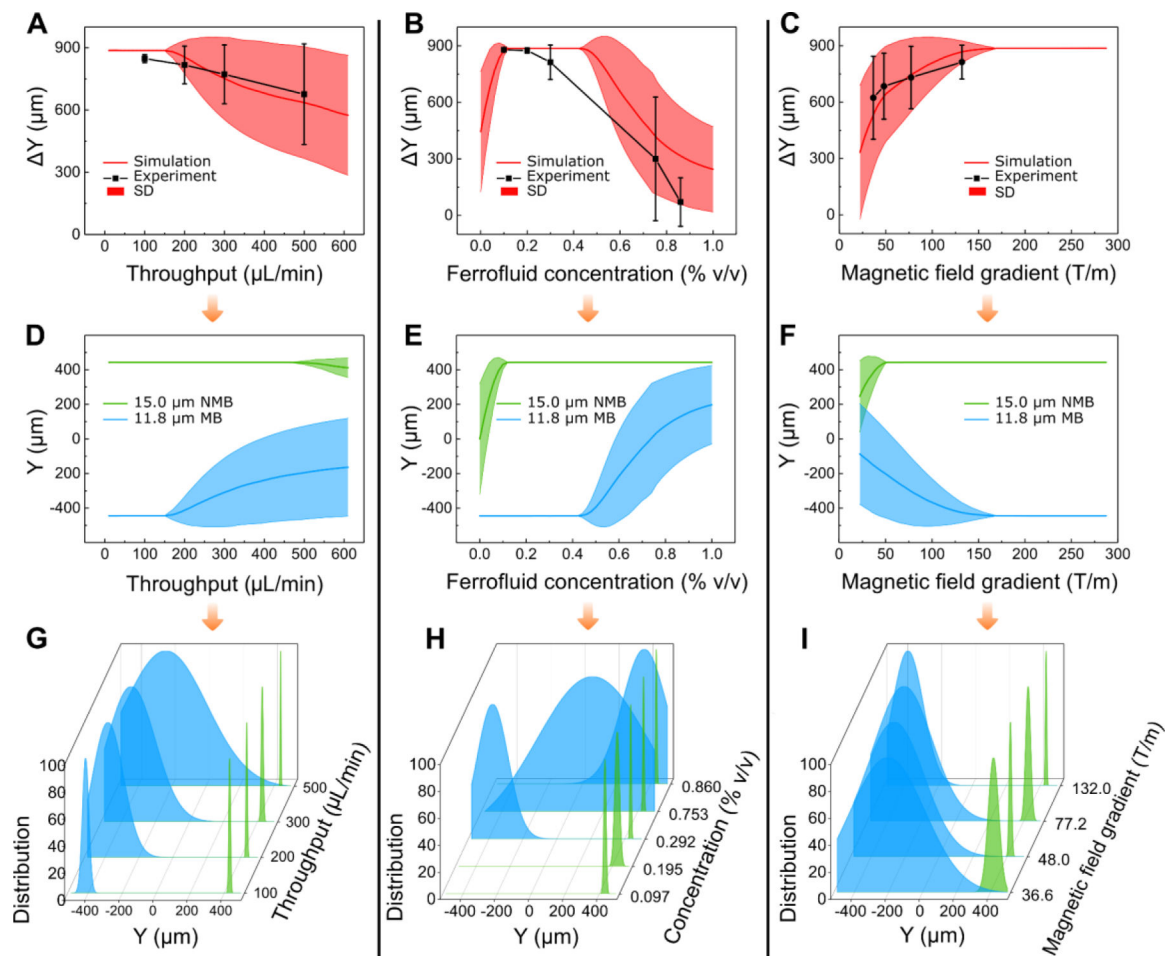 A
900
600
300
0
ΔY (µm)
Simulation
Experiment
SD
0 100 200 300 400 500 600
Throughput (µL/min)
B
900
600
300
0
ΔY (µm)
Simulation
Experiment
SD
0.0 0.2 0.4 0.6 0.8 1.0
Ferrofluid concentration (% v/v)
C
900
600
300
0
ΔY (µm)
Simulation
Experiment
SD
0 50 100 150 200 250 300
Magnetic field gradient (T/m)
D
400
200
0
-200
-400
Y (µm)
15.0 µm NMB
11.8 µm MB
0 100 200 300 400 500 600
Throughput (µL/min)
E
400
200
0
-200
-400
Y (µm)
15.0 µm NMB
11.8 µm MB
0.0 0.2 0.4 0.6 0.8 1.0
Ferrofluid concentration (% v/v)
F
400
200
0
-200
-400
Y (µm)
15.0 µm NMB
11.8 µm MB
0 50 100 150 200 250 300
Magnetic field gradient (T/m)
G
100
80
60
40
20
0
Distribution
-400 -200 0 200 400
Y (µm)
500
300
200
100
Throughput (µL/min)
H
100
80
60
40
20
0
Distribution
-400 -200 0 200 400
Y (µm)
0.860
0.753
0.292
0.195
0.097
Concentration (% v/v)
I
100
80
60
40
20
0
Distribution
-400 -200 0 200 400
Y (µm)
132.0
77.2
48.0
36.6
Magnetic field gradient (T/m)